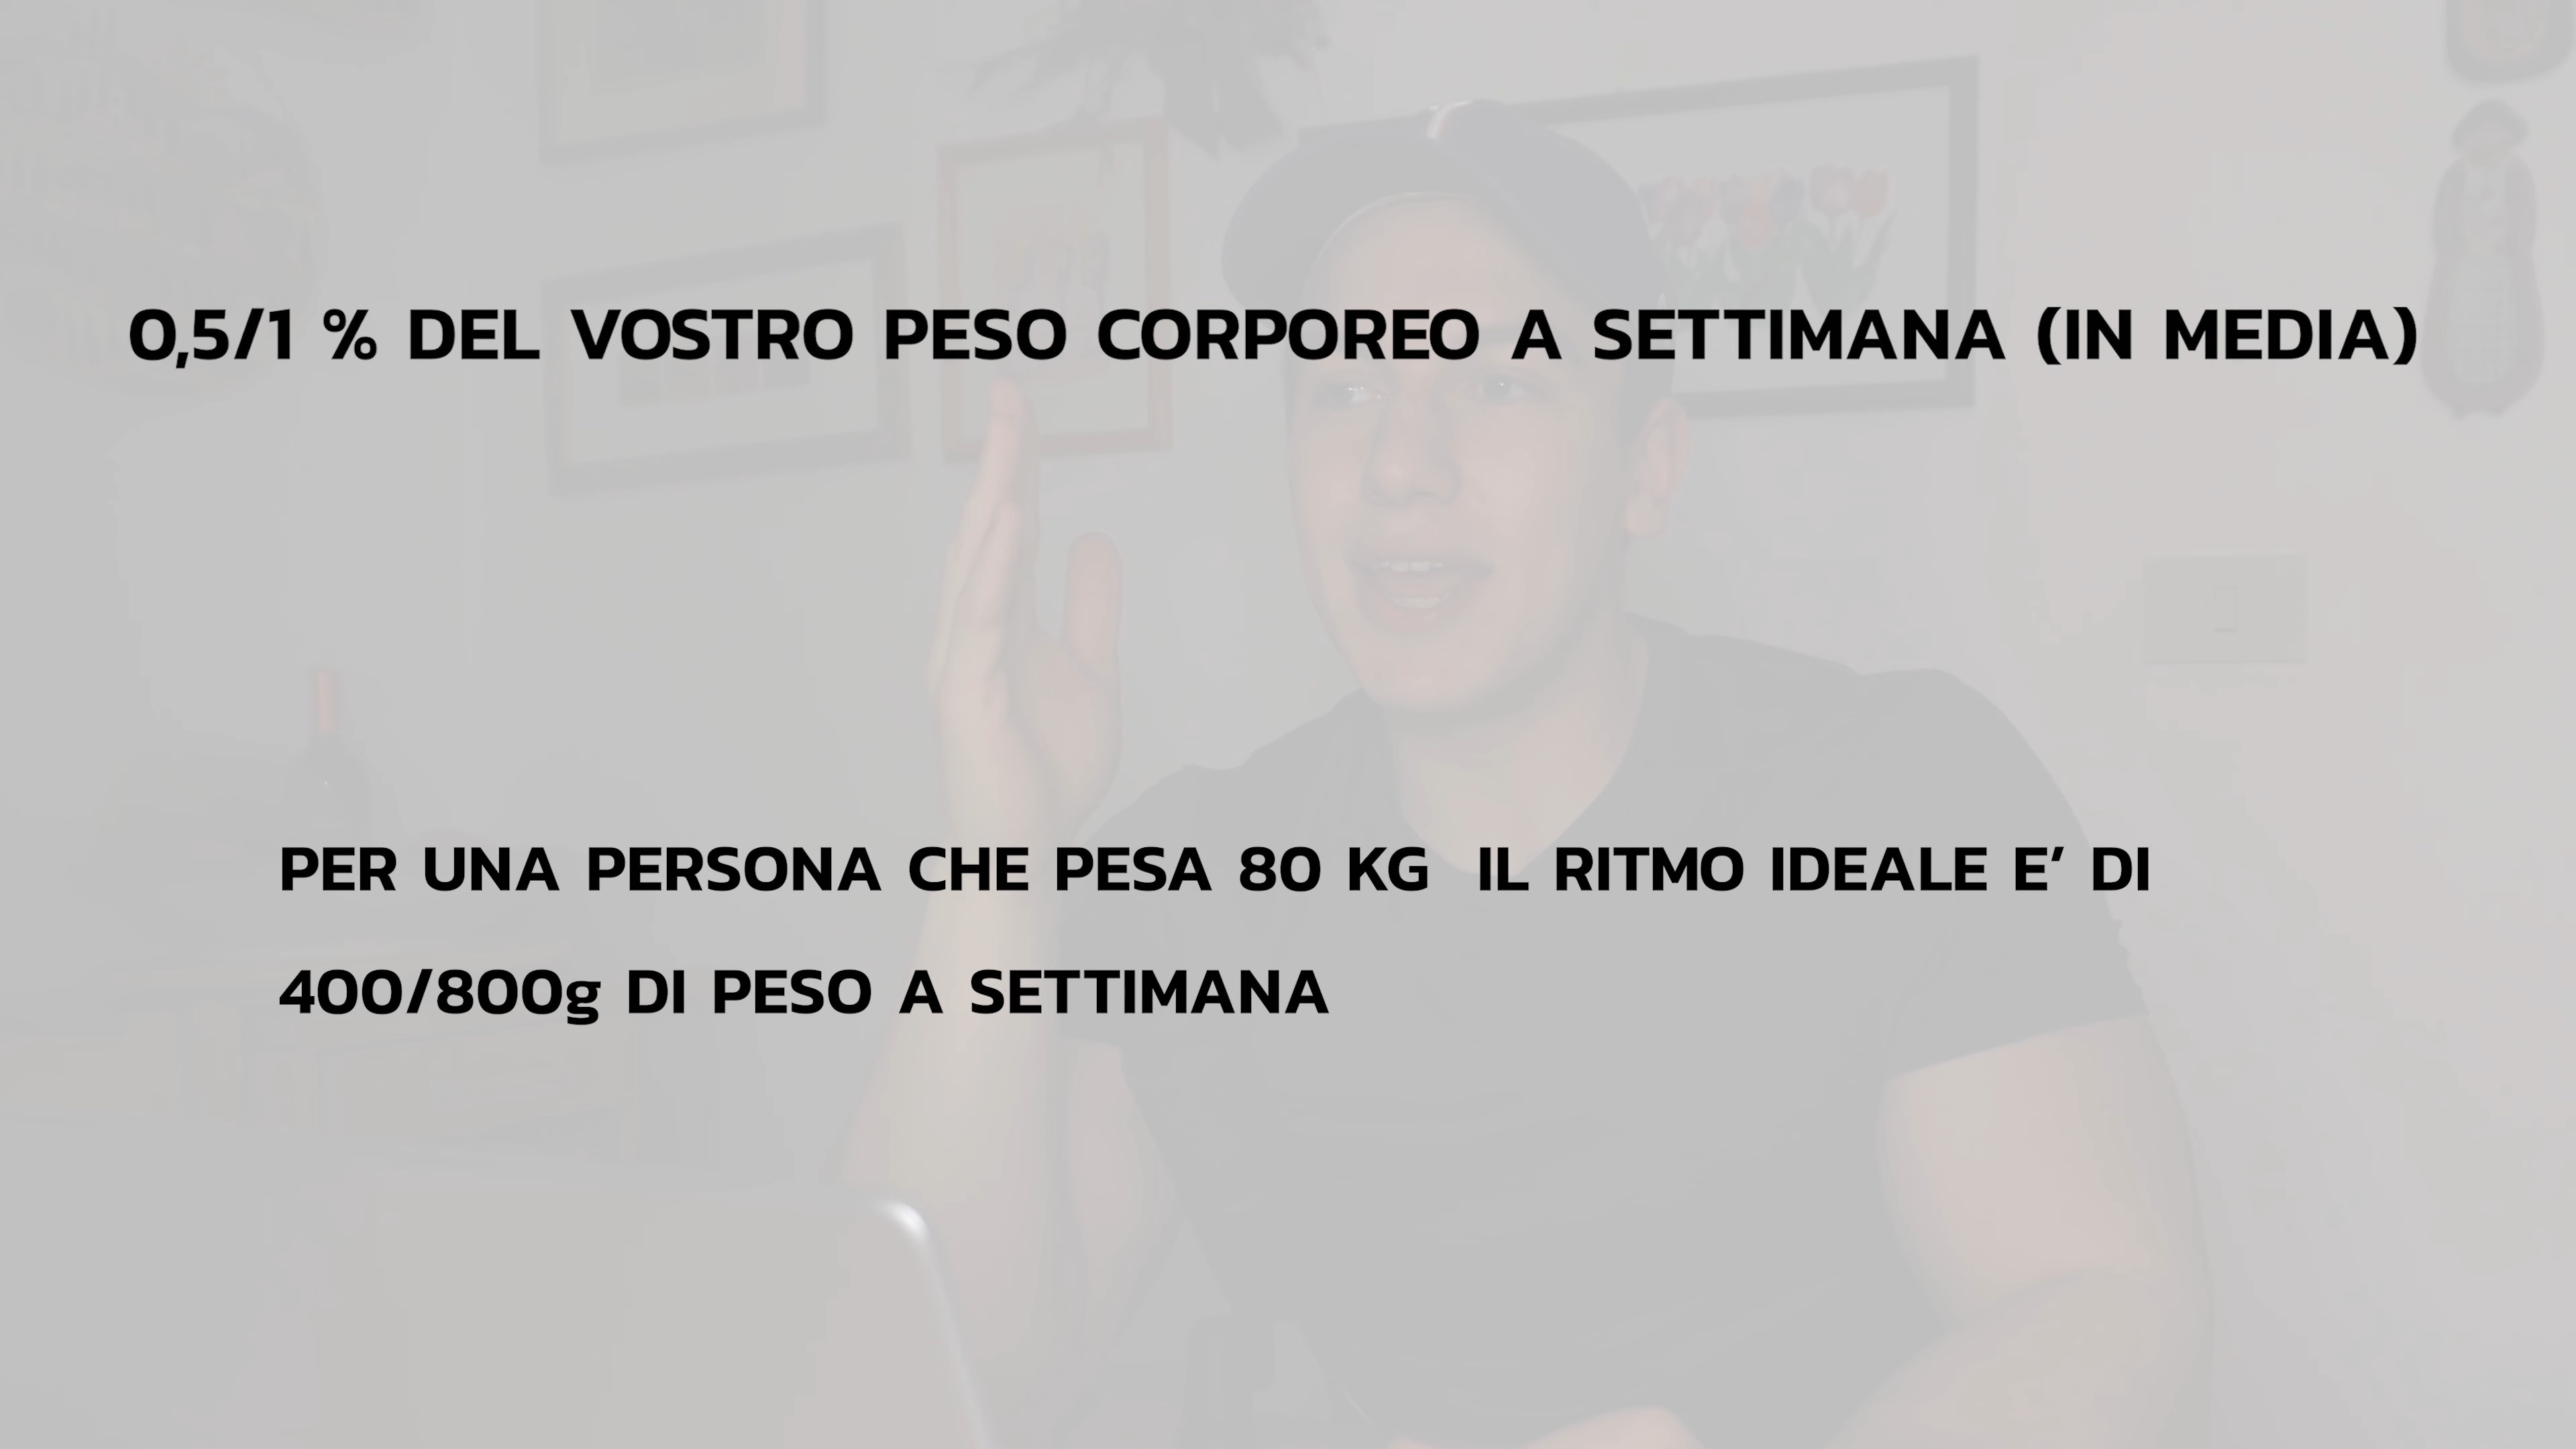 0,5/1 % DEL VOSTRO PESO CORPOREO A SETTIMANA (IN MEDIA)
PER UNA PERSONA CHE PESA 80 KG IL RITMO IDEALE E’ DI
400/800g DI PESO A SETTIMANA